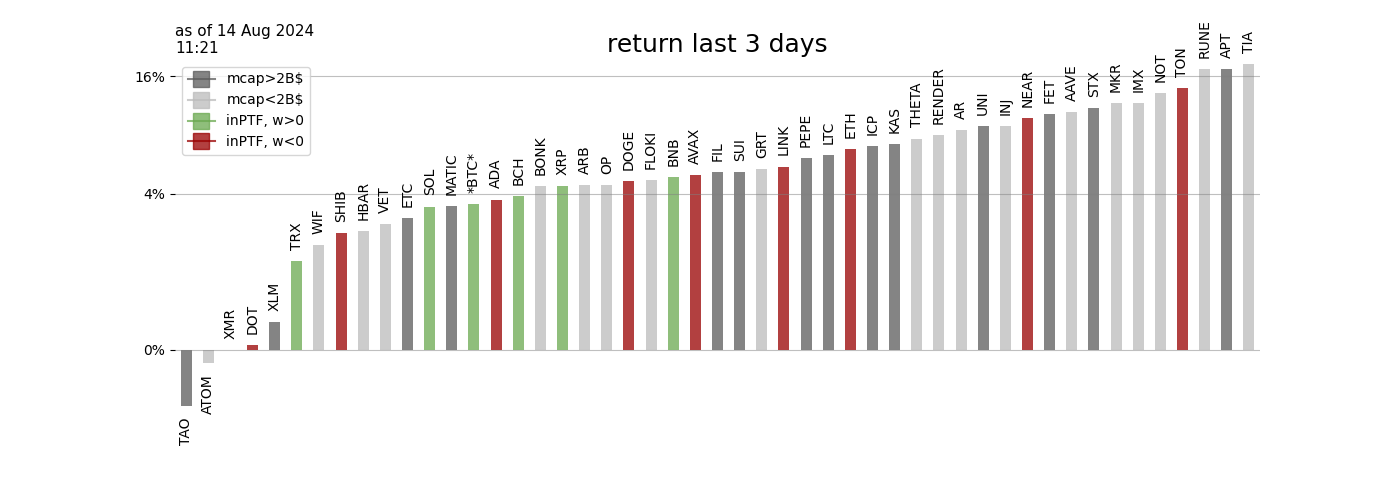 as of 14 Aug 2024
11:21
return last 3 days
mcap>2B$
mcap<2B$
inPTF, w>0
inPTF, w<0
16%
4%
0%
TAO
ATOM
XMR
DOT
XLM
TRX
WIF
SHIB
HBAR
VET
ETC
SOL
MATIC
*BTC*
ADA
BCH
BONK
XRP
ARB
OP
DOGE
FLOKI
BNB
AVAX
FIL
SUI
GRT
LINK
PEPE
LTC
ETH
ICP
KAS
THETA
RENDER
AR
UNI
INJ
NEAR
FET
AAVE
STX
MKR
IMX
NOT
TON
RUNE
APT
TIA